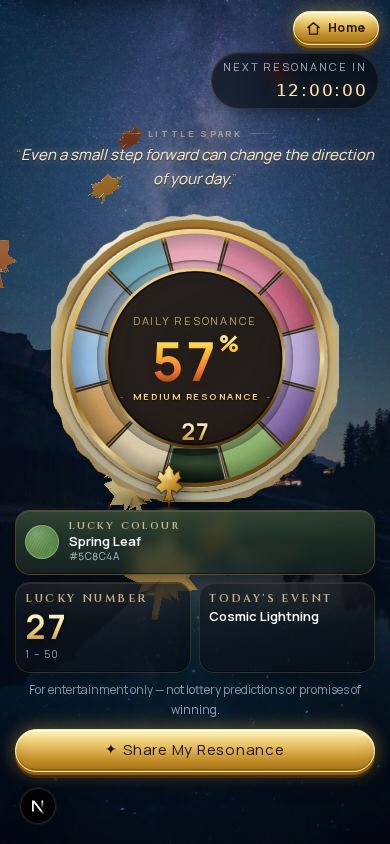 Home
NEXT RESONANCE IN
12:00:00
LITTLE SPARK
"Even a small step forward can change the direction
of your day."
DAILY RESONANCE
57%
MEDIUM RESONANCE
27
LUCKY COLOUR
Spring Leaf
#5C8C4A
LUCKY NUMBER
27
1 – 50
TODAY'S EVENT
Cosmic Lightning
For entertainment only — not lottery predictions or promises of
winning.
✦ Share My Resonance
N